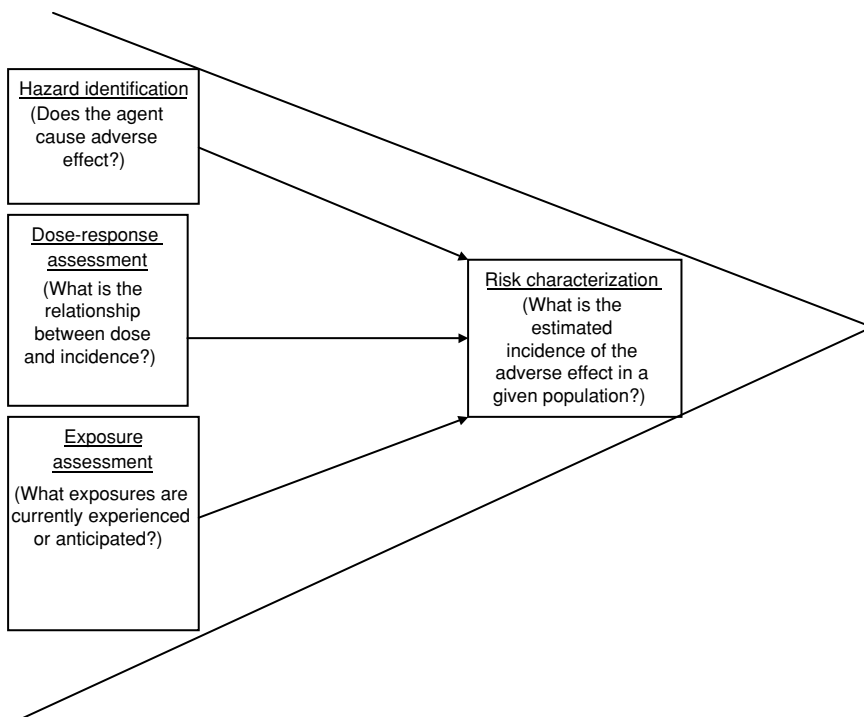 Hazard identification
(Does the agent
cause adverse
effect?)
Dose-response
assessment
(What is the
relationship
between dose
and incidence?)
Exposure
assessment
(What exposures are
currently experienced
or anticipated?)
Risk characterization
(What is the
estimated
incidence of the
adverse effect in a
given population?)